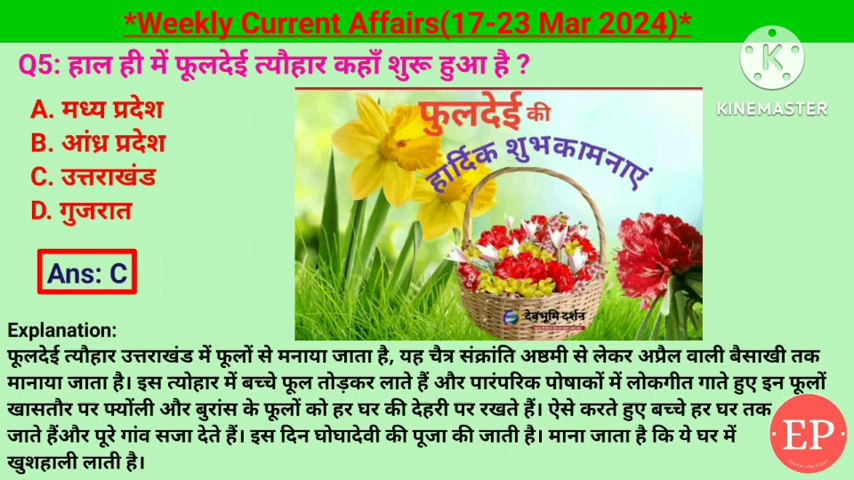 *Weekly Current Affairs(17-23 Mar 2024)*
Q5: हाल ही में फूलदेई त्यौहार कहाँ शुरू हुआ है ?
KINEMASTER
A. मध्य प्रदेश
B. आंध्र प्रदेश
C. उत्तराखंड
D. गुजरात
Ans: C
फुलदेई की
हार्दिक शुभकामनाएं
देवभूमि दर्शन
Explanation:
फूलदेई त्यौहार उत्तराखंड में फूलों से मनाया जाता है, यह चैत्र संक्रांति अष्ठमी से लेकर अप्रैल वाली बैसाखी तक
मानाया जाता है। इस त्योहार में बच्चे फूल तोड़कर लाते हैं और पारंपरिक पोषाकों में लोकगीत गाते हुए इन फूलों
खासतौर पर फ्योंली और बुरांस के फूलों को हर घर की देहरी पर रखते हैं। ऐसे करते हुए बच्चे हर घर तक
जाते हैंऔर पूरे गांव सजा देते हैं। इस दिन घोघादेवी की पूजा की जाती है। माना जाता है कि ये घर में
खुशहाली लाती है।
EP